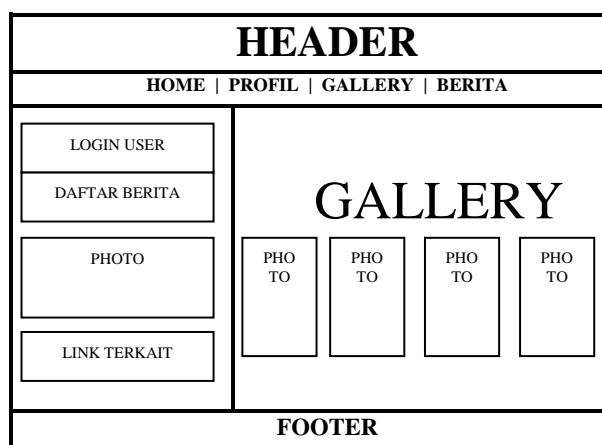 HEADER
HOME | PROFIL | GALLERY | BERITA
LOGIN USER
DAFTAR BERITA
PHOTO
LINK TERKAIT
GALLERY
PHO
TO
PHO
TO
PHO
TO
PHO
TO
FOOTER